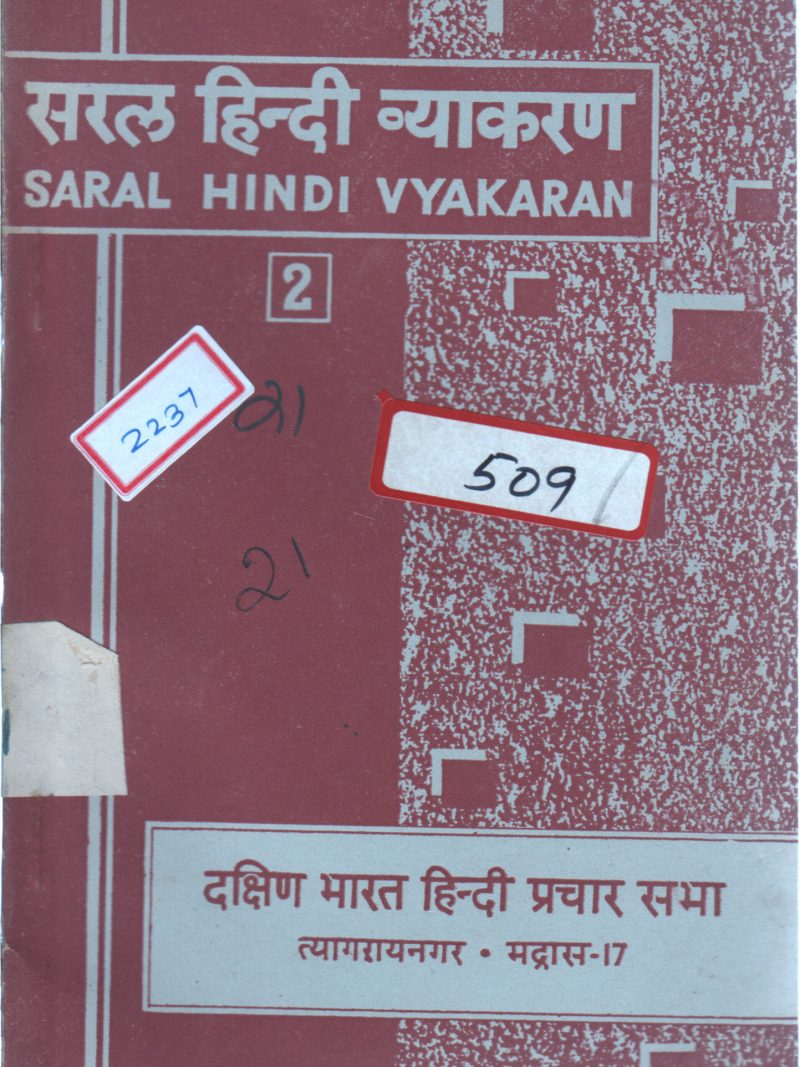 सरल हिन्दी व्याकरण
SARAL HINDI VYAKARAN
2
2237
21
509
21
दक्षिण भारत हिन्दी प्रचार सभा
त्यागरायनगर • मद्रास-17